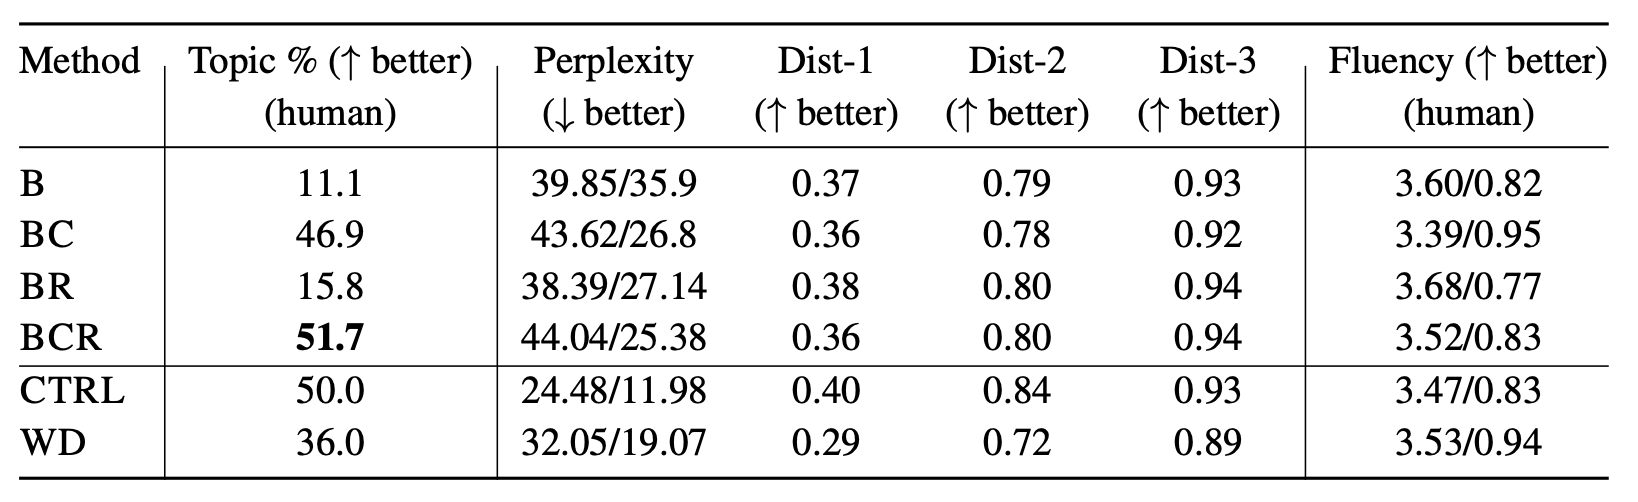 Method Topic % (↑ better) Perplexity Dist-1 Dist-2 Dist-3 Fluency (↑ better)
(human) (↓ better) (↑ better) (↑ better) (↑ better) (human)
B 11.1 39.85/35.9 0.37 0.79 0.93 3.60/0.82
BC 46.9 43.62/26.8 0.36 0.78 0.92 3.39/0.95
BR 15.8 38.39/27.14 0.38 0.80 0.94 3.68/0.77
BCR 51.7 44.04/25.38 0.36 0.80 0.94 3.52/0.83
CTRL 50.0 24.48/11.98 0.40 0.84 0.93 3.47/0.83
WD 36.0 32.05/19.07 0.29 0.72 0.89 3.53/0.94